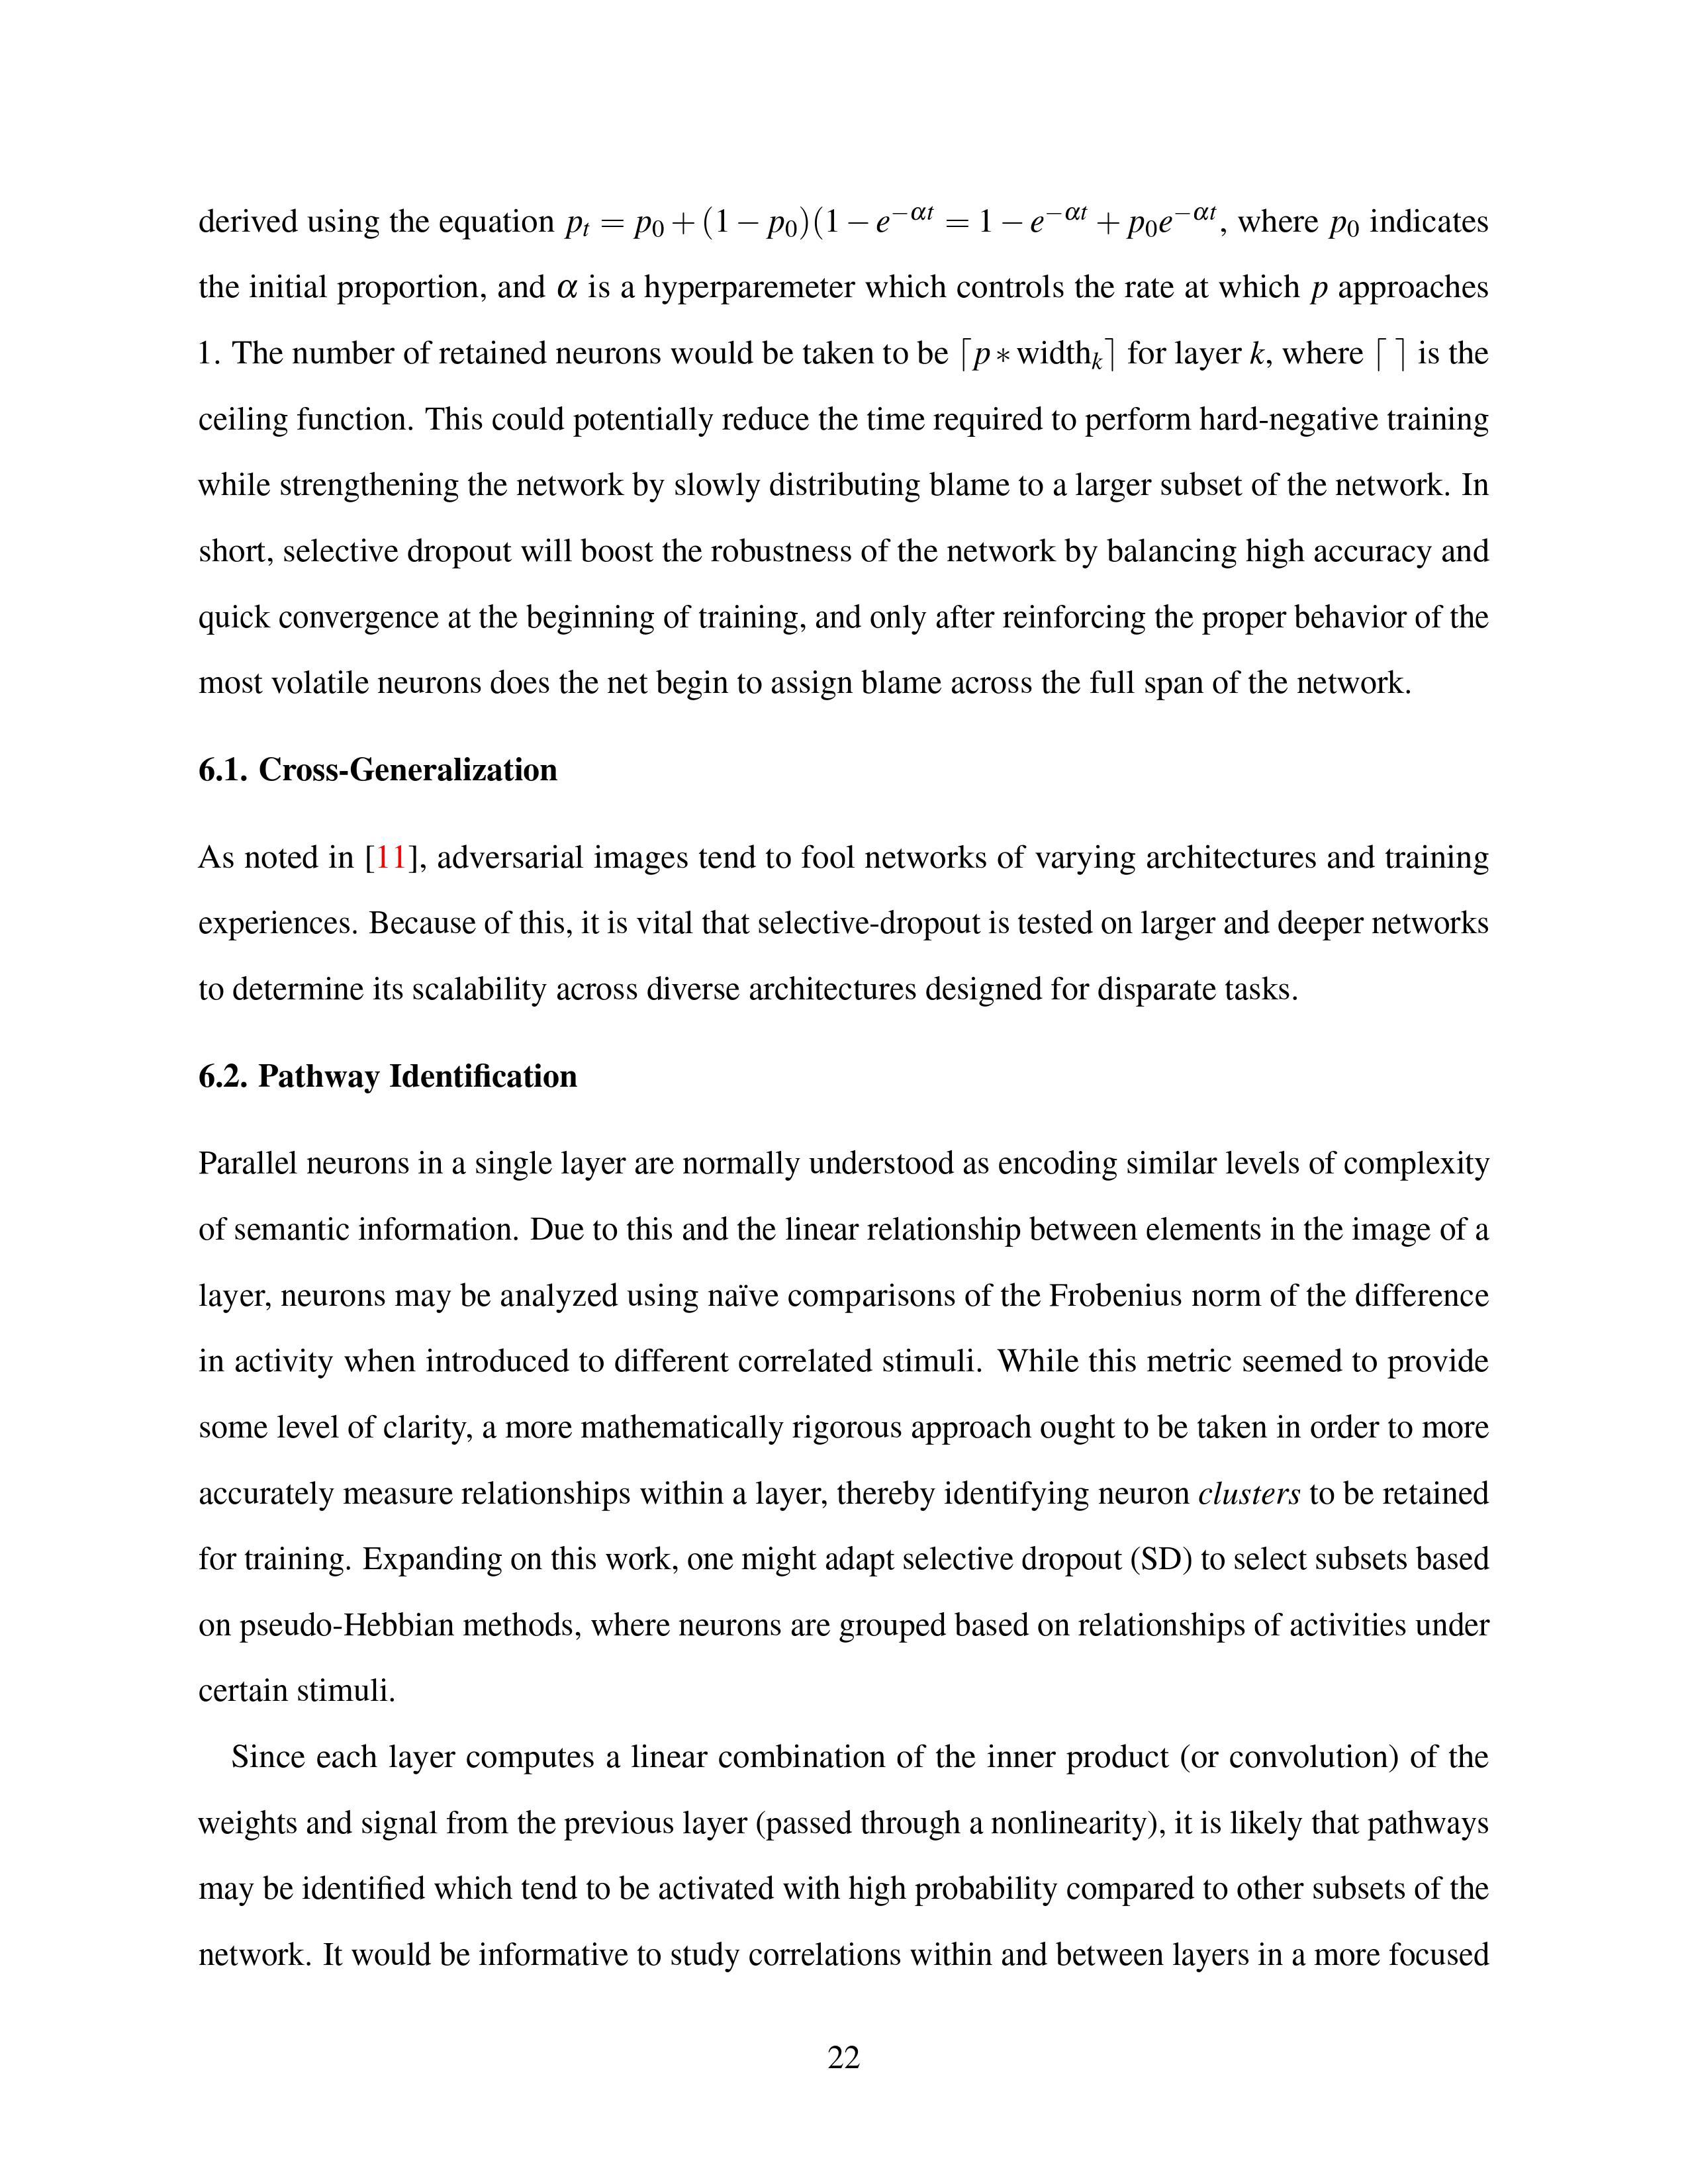 derived using the equation p_t = p_0 + (1 − p_0)(1 − e^{−αt} = 1 − e^{−αt} + p_0e^{−αt}, where p_0 indicates
the initial proportion, and α is a hyperparemeter which controls the rate at which p approaches
1. The number of retained neurons would be taken to be ⌈p ∗ width_k⌉ for layer k, where ⌈ ⌉ is the
ceiling function. This could potentially reduce the time required to perform hard-negative training
while strengthening the network by slowly distributing blame to a larger subset of the network. In
short, selective dropout will boost the robustness of the network by balancing high accuracy and
quick convergence at the beginning of training, and only after reinforcing the proper behavior of the
most volatile neurons does the net begin to assign blame across the full span of the network.
6.1. Cross-Generalization
As noted in [11], adversarial images tend to fool networks of varying architectures and training
experiences. Because of this, it is vital that selective-dropout is tested on larger and deeper networks
to determine its scalability across diverse architectures designed for disparate tasks.
6.2. Pathway Identification
Parallel neurons in a single layer are normally understood as encoding similar levels of complexity
of semantic information. Due to this and the linear relationship between elements in the image of a
layer, neurons may be analyzed using naïve comparisons of the Frobenius norm of the difference
in activity when introduced to different correlated stimuli. While this metric seemed to provide
some level of clarity, a more mathematically rigorous approach ought to be taken in order to more
accurately measure relationships within a layer, thereby identifying neuron clusters to be retained
for training. Expanding on this work, one might adapt selective dropout (SD) to select subsets based
on pseudo-Hebbian methods, where neurons are grouped based on relationships of activities under
certain stimuli.
Since each layer computes a linear combination of the inner product (or convolution) of the
weights and signal from the previous layer (passed through a nonlinearity), it is likely that pathways
may be identified which tend to be activated with high probability compared to other subsets of the
network. It would be informative to study correlations within and between layers in a more focused
22